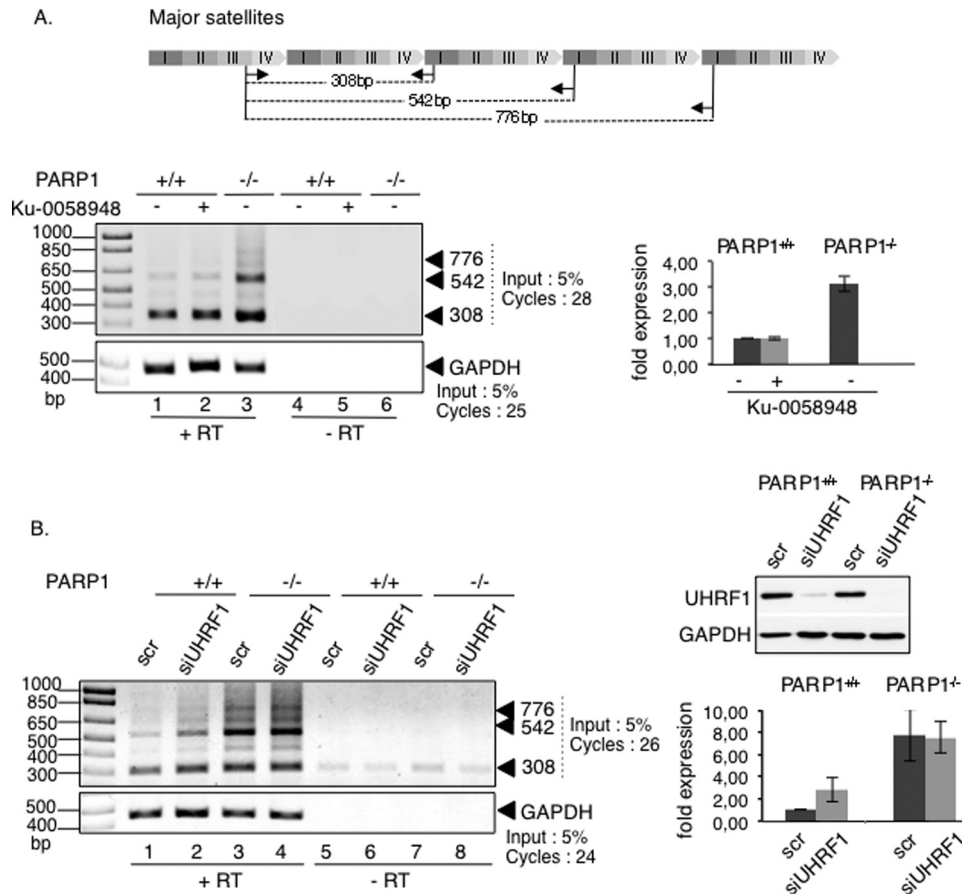 A.
Major satellites
I II III IV I II III IV I II III IV I II III IV I II III IV
308bp
542bp
776bp
PARP1 +/+ -/- +/+ -/-
Ku-0058948 - + - - + -
1000
850
650
500
400
300
776
542
308
Input : 5%
Cycles : 28
500
400
bp
GAPDH
Input : 5%
Cycles : 25
1 2 3 4 5 6
+ RT - RT
PARP1+/+ PARP1-/-
fold expression
4,00
3,00
2,00
1,00
0,00
- + -
Ku-0058948
B.
PARP1 +/+ -/- +/+ -/-
scr siUHRF1 scr siUHRF1 scr siUHRF1 scr siUHRF1
1000
850
650
500
400
300
776
542
308
Input : 5%
Cycles : 26
500
400
bp
GAPDH
Input : 5%
Cycles : 24
1 2 3 4 5 6 7 8
+ RT - RT
PARP1+/+ PARP1-/-
scr siUHRF1 scr siUHRF1
UHRF1
GAPDH
PARP1+/+ PARP1-/-
fold expression
10,00
8,00
6,00
4,00
2,00
0,00
scr siUHRF1 scr siUHRF1